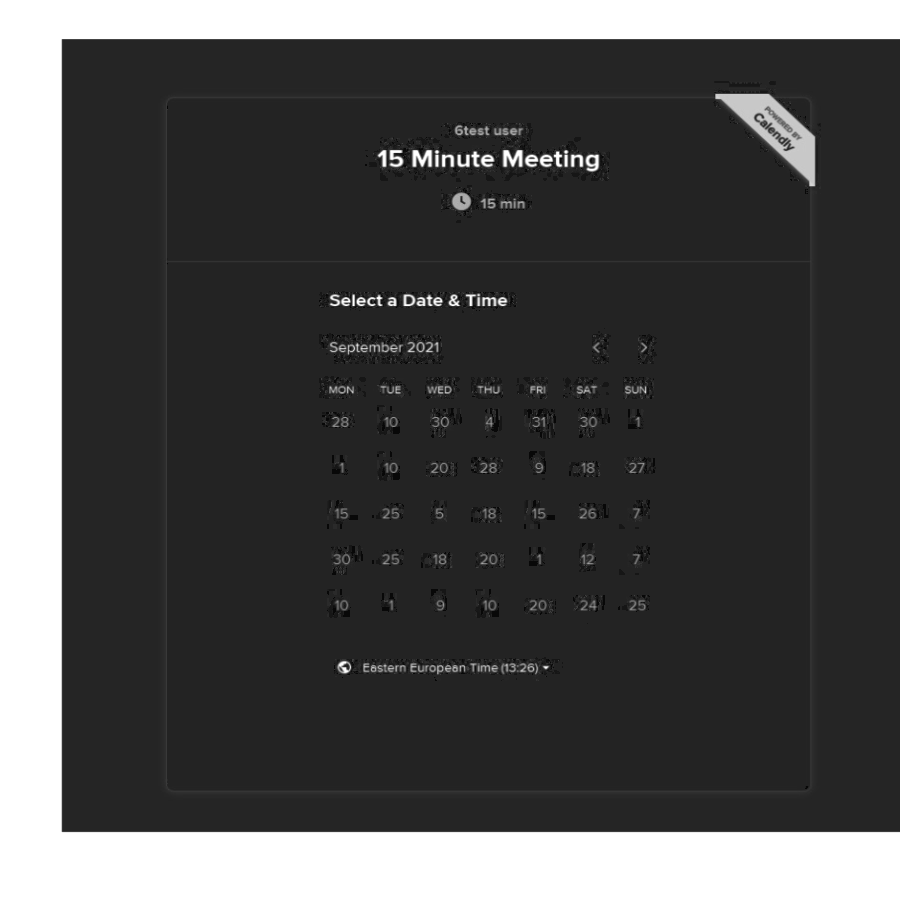 POWERED BY
Calendly
6test user
15 Minute Meeting
15 min
Select a Date & Time
September 2021 < >
MON TUE WED THU FRI SAT SUN
28 10 30 4 31 30 1
1 10 20 28 9 18 27
15 25 5 18 15 26 7
30 25 18 20 1 12 7
10 1 9 10 20 24 25
Eastern European Time (13:26)